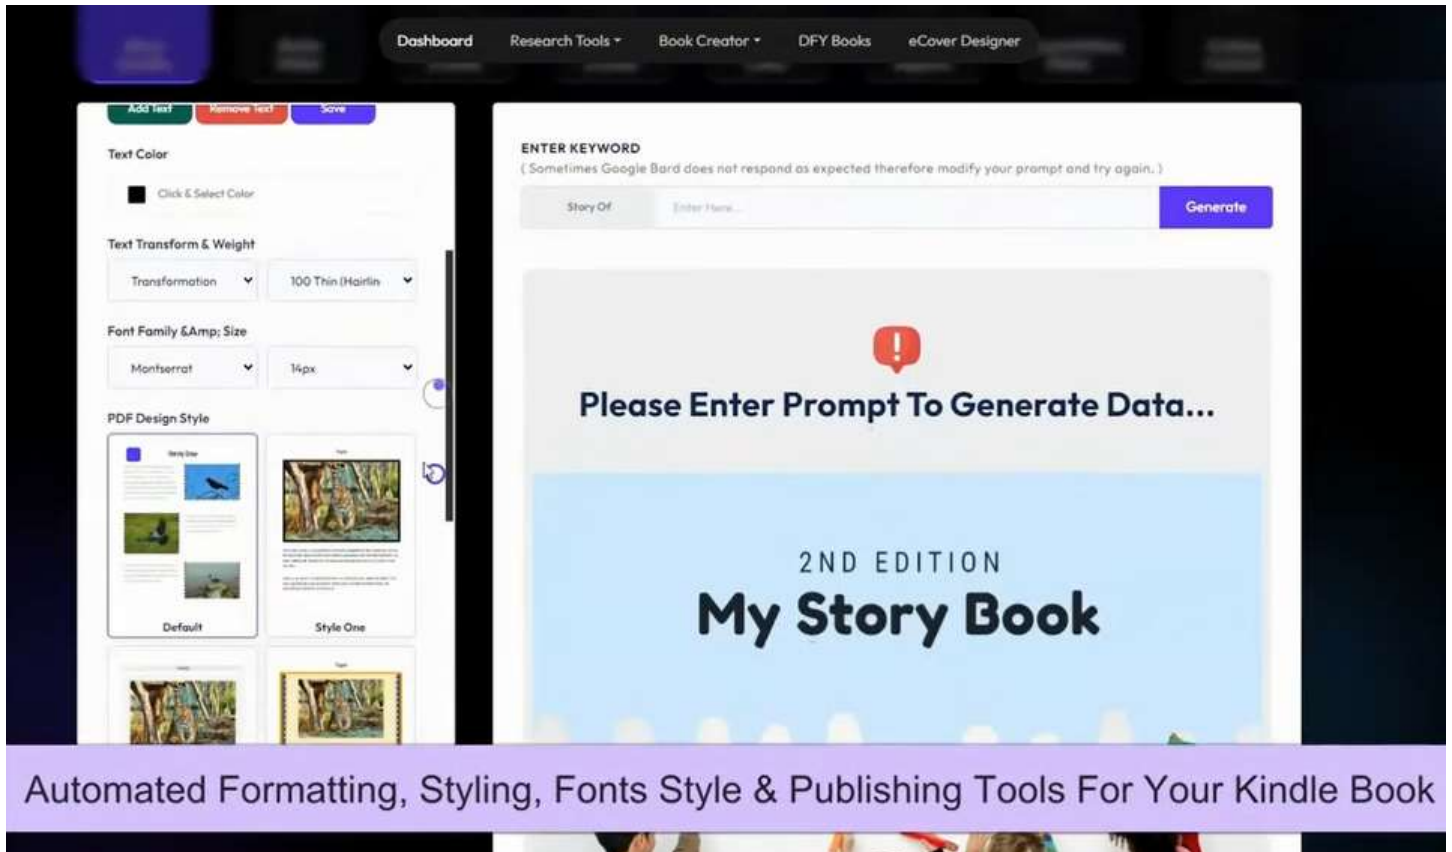 Dashboard
Research Tools
Book Creator
DFY Books
eCover Designer
Add Text
Remove Text
Save
Text Color
Click & Select Color
Text Transform & Weight
Transformation
100 Thin (Hairlin
Font Family &Amp; Size
Montserrat
14px
PDF Design Style
Default
Style One
ENTER KEYWORD
( Sometimes Google Bard does not respond as expected therefore modify your prompt and try again. )
Story Of
Enter Here...
Generate
Please Enter Prompt To Generate Data...
2ND EDITION
My Story Book
Automated Formatting, Styling, Fonts Style & Publishing Tools For Your Kindle Book